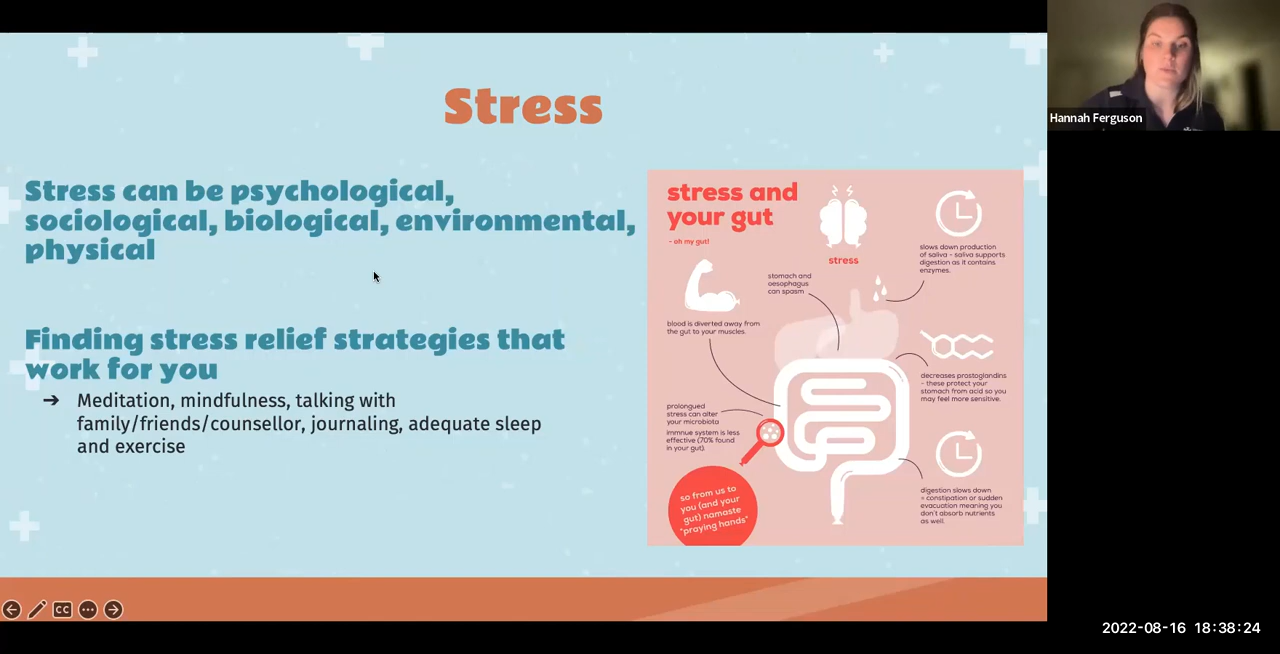 Stress
Stress can be psychological,
sociological, biological, environmental,
physical
Finding stress relief strategies that
work for you
➔ Meditation, mindfulness, talking with
family/friends/counsellor, journaling, adequate sleep
and exercise
stress and
your gut
- oh my gut!
stress
slows down production
of saliva - saliva supports
digestion as it contains
enzymes.
stomach and
oesophagus
can spasm
blood is diverted away from
the gut to your muscles.
decreases prostoglandins
- these protect your
stomach from acid so you
may feel more sensitive.
prolongued
stress can alter
your microbiota
immnue system is less
effective (70% found
in your gut).
digestion slows down
= constipation or sudden
evacuation meaning you
don't absorb nutrients
as well.
so from us to
you (and your
gut) namaste
"praying hands"
CC
Hannah Ferguson
2022-08-16 18:38:24